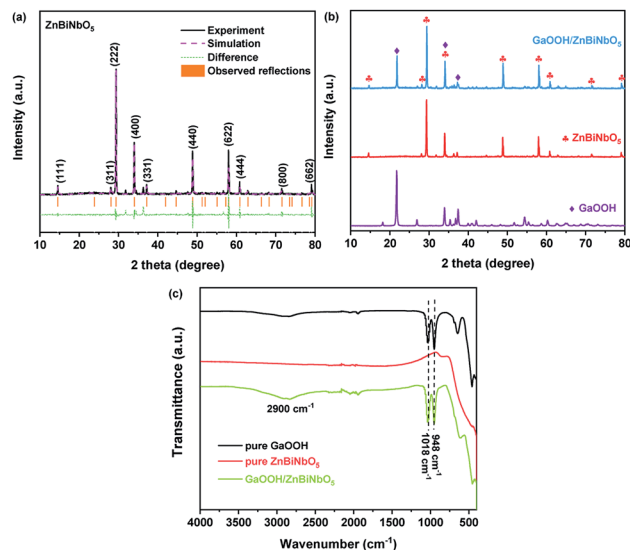 (a)
ZnBiNbO5
Experiment
Simulation
Difference
Observed reflections
(222)
(400)
(440)
(622)
(111)
(311)
(331)
(444)
(800)
(662)
Intensity (a.u.)
10 20 30 40 50 60 70 80
2 theta (degree)
(b)
GaOOH/ZnBiNbO5
♣ ZnBiNbO5
♦ GaOOH
Intensity (a.u.)
10 20 30 40 50 60 70 80
2 theta (degree)
(c)
2900 cm-1
948 cm-1
1018 cm-1
pure GaOOH
pure ZnBiNbO5
GaOOH/ZnBiNbO5
Transmittance (a.u.)
4000 3500 3000 2500 2000 1500 1000 500
Wavenumber (cm-1)